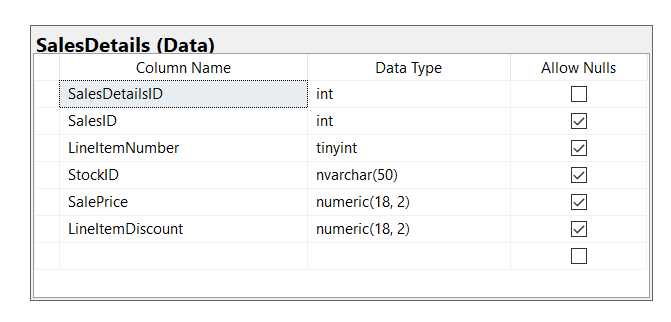 SalesDetails (Data)
Column Name Data Type Allow Nulls
SalesDetailsID int
SalesID int
LineItemNumber tinyint
StockID nvarchar(50)
SalePrice numeric(18, 2)
LineItemDiscount numeric(18, 2)